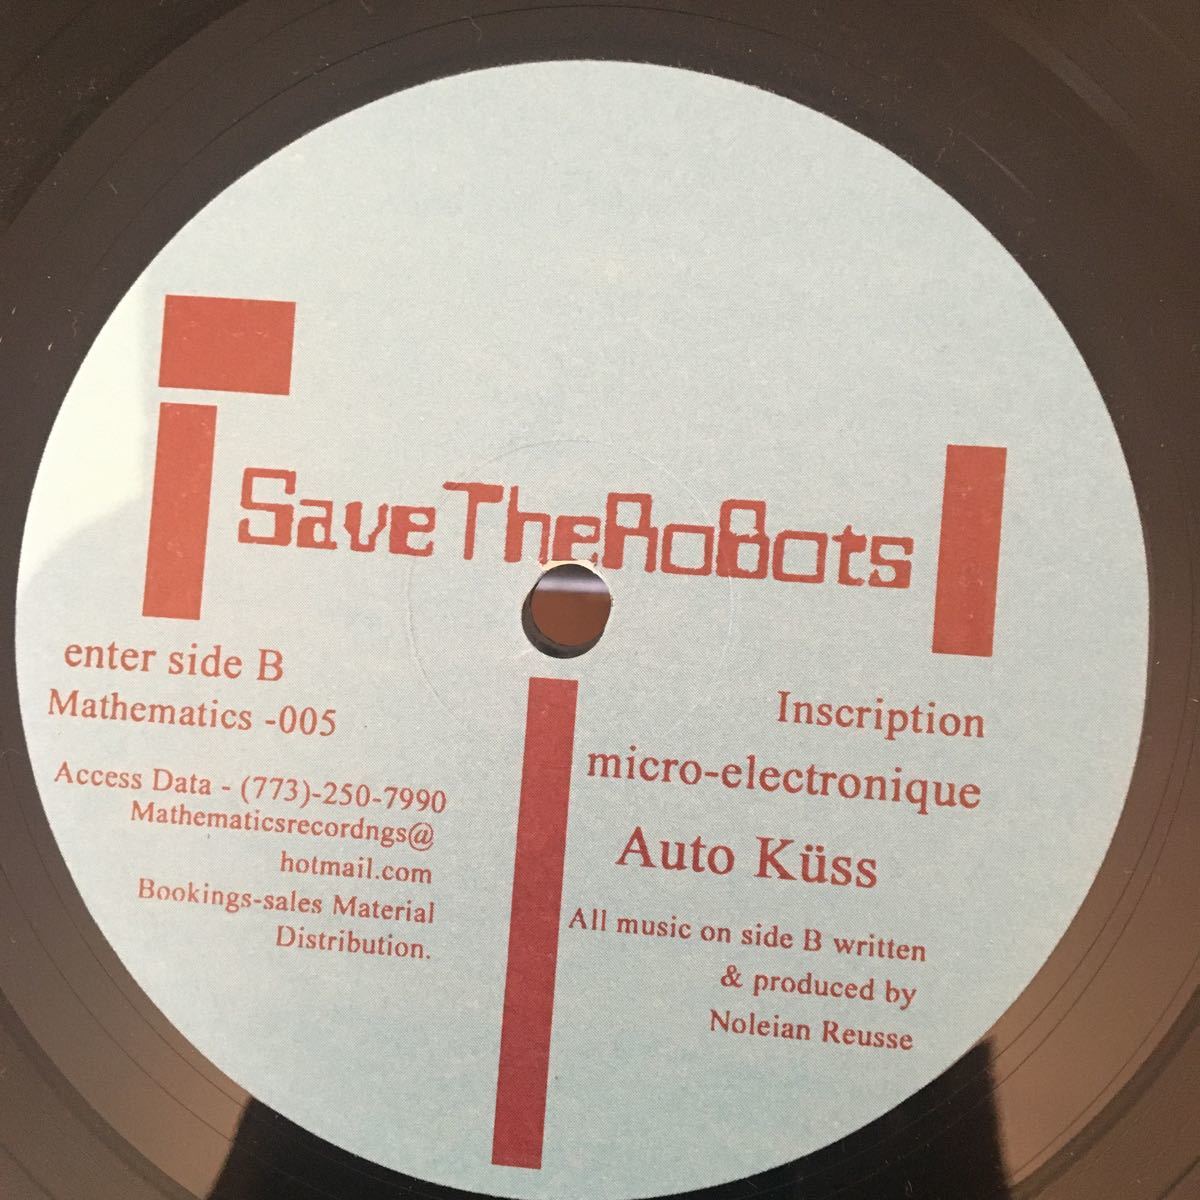 SaveTheRoBots
enter side B
Mathematics -005
Access Data - (773)-250-7990
Mathematicsrecordngs@
hotmail.com
Bookings-sales Material
Distribution.
Inscription
micro-electronique
Auto Küss
All music on side B written
& produced by
Noleian Reusse